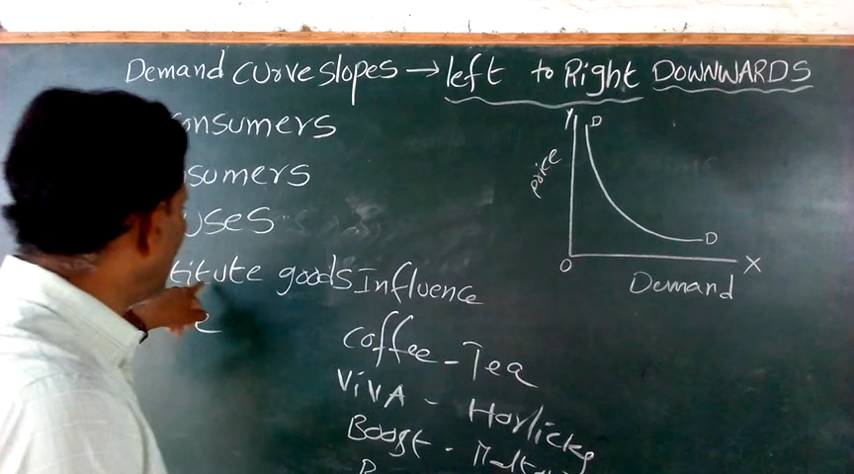 Demand curve slopes → left to Right DOWNWARDS
onsumers
sumers
uses
titute goods Influence
Coffee - Tea
VIVA - Horlicks
Boost -
Y
D
price
D
O
X
Demand